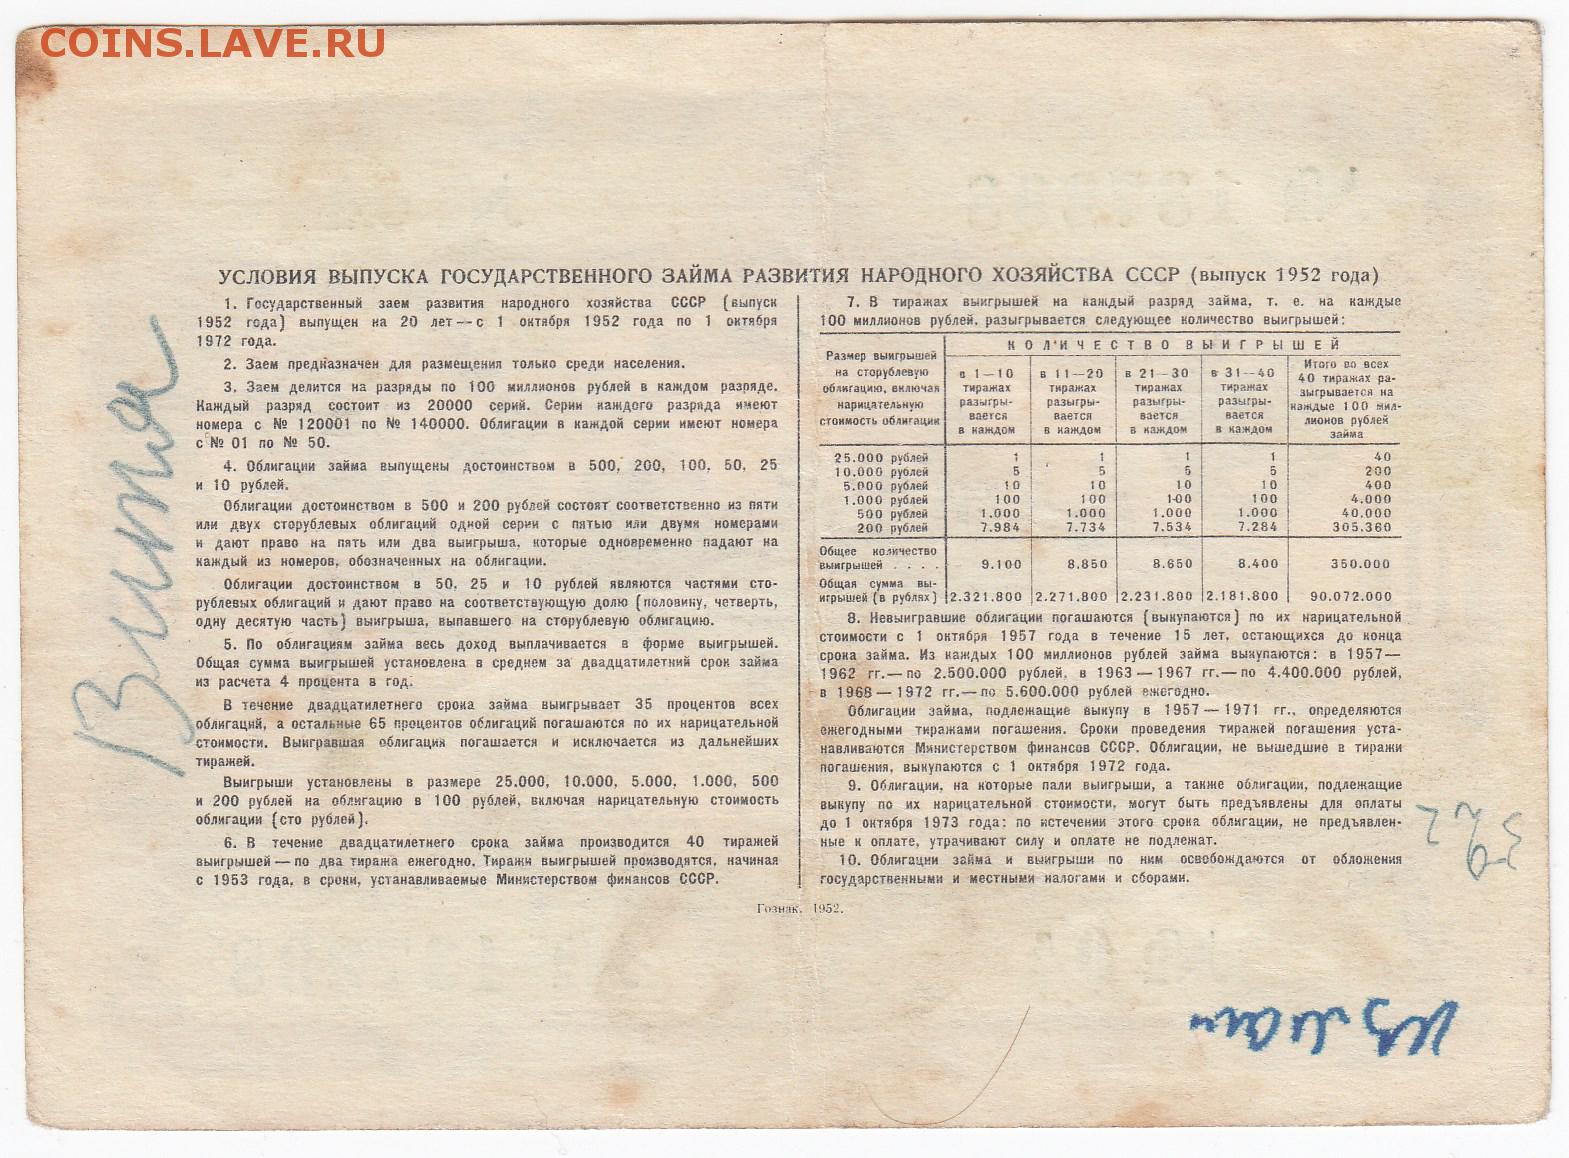 COINS.LAVE.RU
УСЛОВИЯ ВЫПУСКА ГОСУДАРСТВЕННОГО ЗАЙМА РАЗВИТИЯ НАРОДНОГО ХОЗЯЙСТВА СССР (выпуск 1952 года)
1. Государственный заем развития народного хозяйства СССР (выпуск
1952 года) выпущен на 20 лет—с 1 октября 1952 года по 1 октября
1972 года.
2. Заем предназначен для размещения только среди населения.
3. Заем делится на разряды по 100 миллионов рублей в каждом разряде.
Каждый разряд состоит из 20000 серий. Серии каждого разряда имеют
номера с № 120001 по № 140000. Облигации в каждой серии имеют номера
с № 01 по № 50.
4. Облигации займа выпущены достоинством в 500, 200, 100, 50, 25
и 10 рублей.
Облигации достоинством в 500 и 200 рублей состоят соответственно из пяти
или двух сторублевых облигаций одной серии с пятью или двумя номерами
и дают право на пять или два выигрыша, которые одновременно падают на
каждый из номеров, обозначенных на облигации.
Облигации достоинством в 50, 25 и 10 рублей являются частями сто-
рублевых облигаций и дают право на соответствующую долю (половину, четверть,
одну десятую часть) выигрыша, выпавшего на сторублевую облигацию.
5. По облигациям займа весь доход выплачивается в форме выигрышей.
Общая сумма выигрышей установлена в среднем за двадцатилетний срок займа
из расчета 4 процента в год.
В течение двадцатилетнего срока займа выигрывает 35 процентов всех
облигаций, а остальные 65 процентов облигаций погашаются по их нарицательной
стоимости. Выигравшая облигация погашается и исключается из дальнейших
тиражей.
Выигрыши установлены в размере 25.000, 10.000, 5.000, 1.000, 500
и 200 рублей на облигацию в 100 рублей, включая нарицательную стоимость
облигации (сто рублей).
6. В течение двадцатилетнего срока займа производится 40 тиражей
выигрышей—по два тиража ежегодно. Тиражи выигрышей производятся, начиная
с 1953 года, в сроки, устанавливаемые Министерством финансов СССР.
7. В тиражах выигрышей на каждый разряд займа, т. е. на каждые
100 миллионов рублей, разыгрывается следующее количество выигрышей:
Размер выигрышей
на сторублевую
облигацию, включая
нарицательную
стоимость облигации
КОЛИЧЕСТВО ВЫИГРЫШЕЙ
в 1—10
тиражах
разыгры-
вается
в каждом
в 11—20
тиражах
разыгры-
вается
в каждом
в 21—30
тиражах
разыгры-
вается
в каждом
в 31—40
тиражах
разыгры-
вается
в каждом
Итого во всех
40 тиражах ра-
зыгрывается на
каждые 100 мил-
лионов рублей
займа
25.000 рублей 1 1 1 1 40
10.000 рублей 5 5 5 5 200
5.000 рублей 10 10 10 10 400
1.000 рублей 100 100 100 100 4.000
500 рублей 1.000 1.000 1.000 1.000 40.000
200 рублей 7.984 7.734 7.534 7.284 305.360
Общее количество
выигрышей . . . . 9.100 8.850 8.650 8.400 350.000
Общая сумма вы-
игрышей (в рублях) 2.321.800 2.271.800 2.231.800 2.181.800 90.072.000
8. Невыигравшие облигации погашаются (выкупаются) по их нарицательной
стоимости с 1 октября 1957 года в течение 15 лет, остающихся до конца
срока займа. Из каждых 100 миллионов рублей займа выкупаются: в 1957—
1962 гг.—по 2.500.000 рублей, в 1963—1967 гг.—по 4.400.000 рублей,
в 1968—1972 гг.—по 5.600.000 рублей ежегодно.
Облигации займа, подлежащие выкупу в 1957—1971 гг., определяются
ежегодными тиражами погашения. Сроки проведения тиражей погашения уста-
навливаются Министерством финансов СССР. Облигации, не вышедшие в тиражи
погашения, выкупаются с 1 октября 1972 года.
9. Облигации, на которые пали выигрыши, а также облигации, подлежащие
выкупу по их нарицательной стоимости, могут быть предъявлены для оплаты
до 1 октября 1973 года; по истечении этого срока облигации, не предъявлен-
ные к оплате, утрачивают силу и оплате не подлежат.
10. Облигации займа и выигрыши по ним освобождаются от обложения
государственными и местными налогами и сборами.
Гознак. 1952.